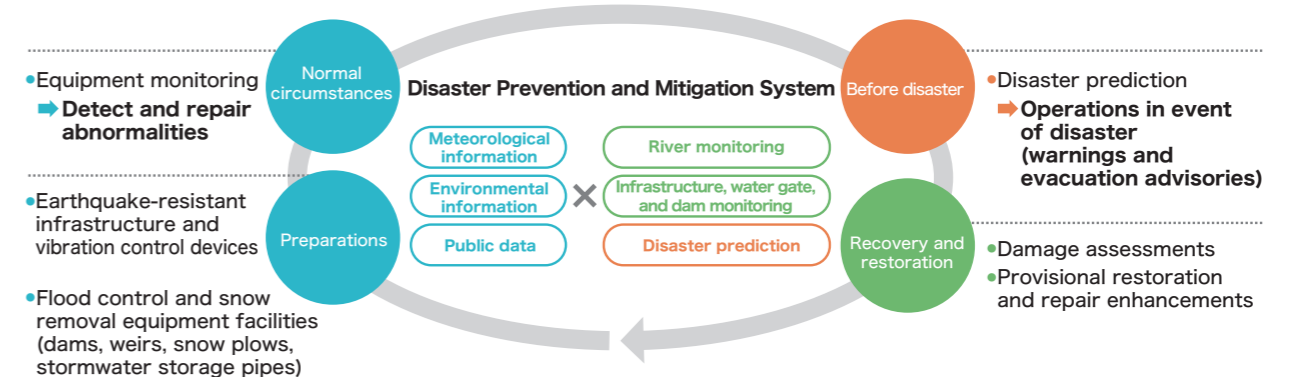 •Equipment monitoring
➡Detect and repair
abnormalities
•Earthquake-resistant
infrastructure and
vibration control devices
•Flood control and snow
removal equipment facilities
(dams, weirs, snow plows,
stormwater storage pipes)
Normal
circumstances
Preparations
Disaster Prevention and Mitigation System
Meteorological
information
Environmental
information
Public data
×
River monitoring
Infrastructure, water gate,
and dam monitoring
Disaster prediction
Before disaster
Recovery and
restoration
•Disaster prediction
➡Operations in event
of disaster
(warnings and
evacuation advisories)
•Damage assessments
•Provisional restoration
and repair enhancements